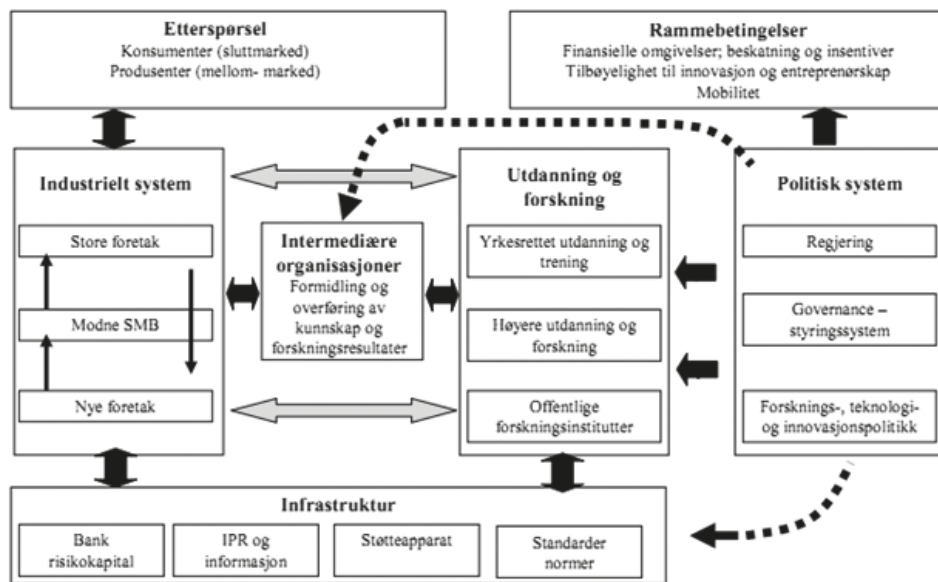 Etterspørsel
Konsumenter (sluttmarked)
Produsenter (mellom- marked)
Rammebetingelser
Finansielle omgivelser; beskatning og insentiver
Tilbøyelighet til innovasjon og entreprenørskap
Mobilitet
Industrielt system
Store foretak
Modne SMB
Nye foretak
Intermediære
organisasjoner
Formidling og
overføring av
kunnskap og
forskningsresultater
Utdanning og
forskning
Yrkesrettet utdanning og
trening
Høyere utdanning og
forskning
Offentlige
forskningsinstitutter
Politisk system
Regjering
Governance –
styringssystem
Forsknings-, teknologi-
og innovasjonspolitikk
Infrastruktur
Bank
risikokapital
IPR og
informasjon
Støtteapparat
Standarder
normer